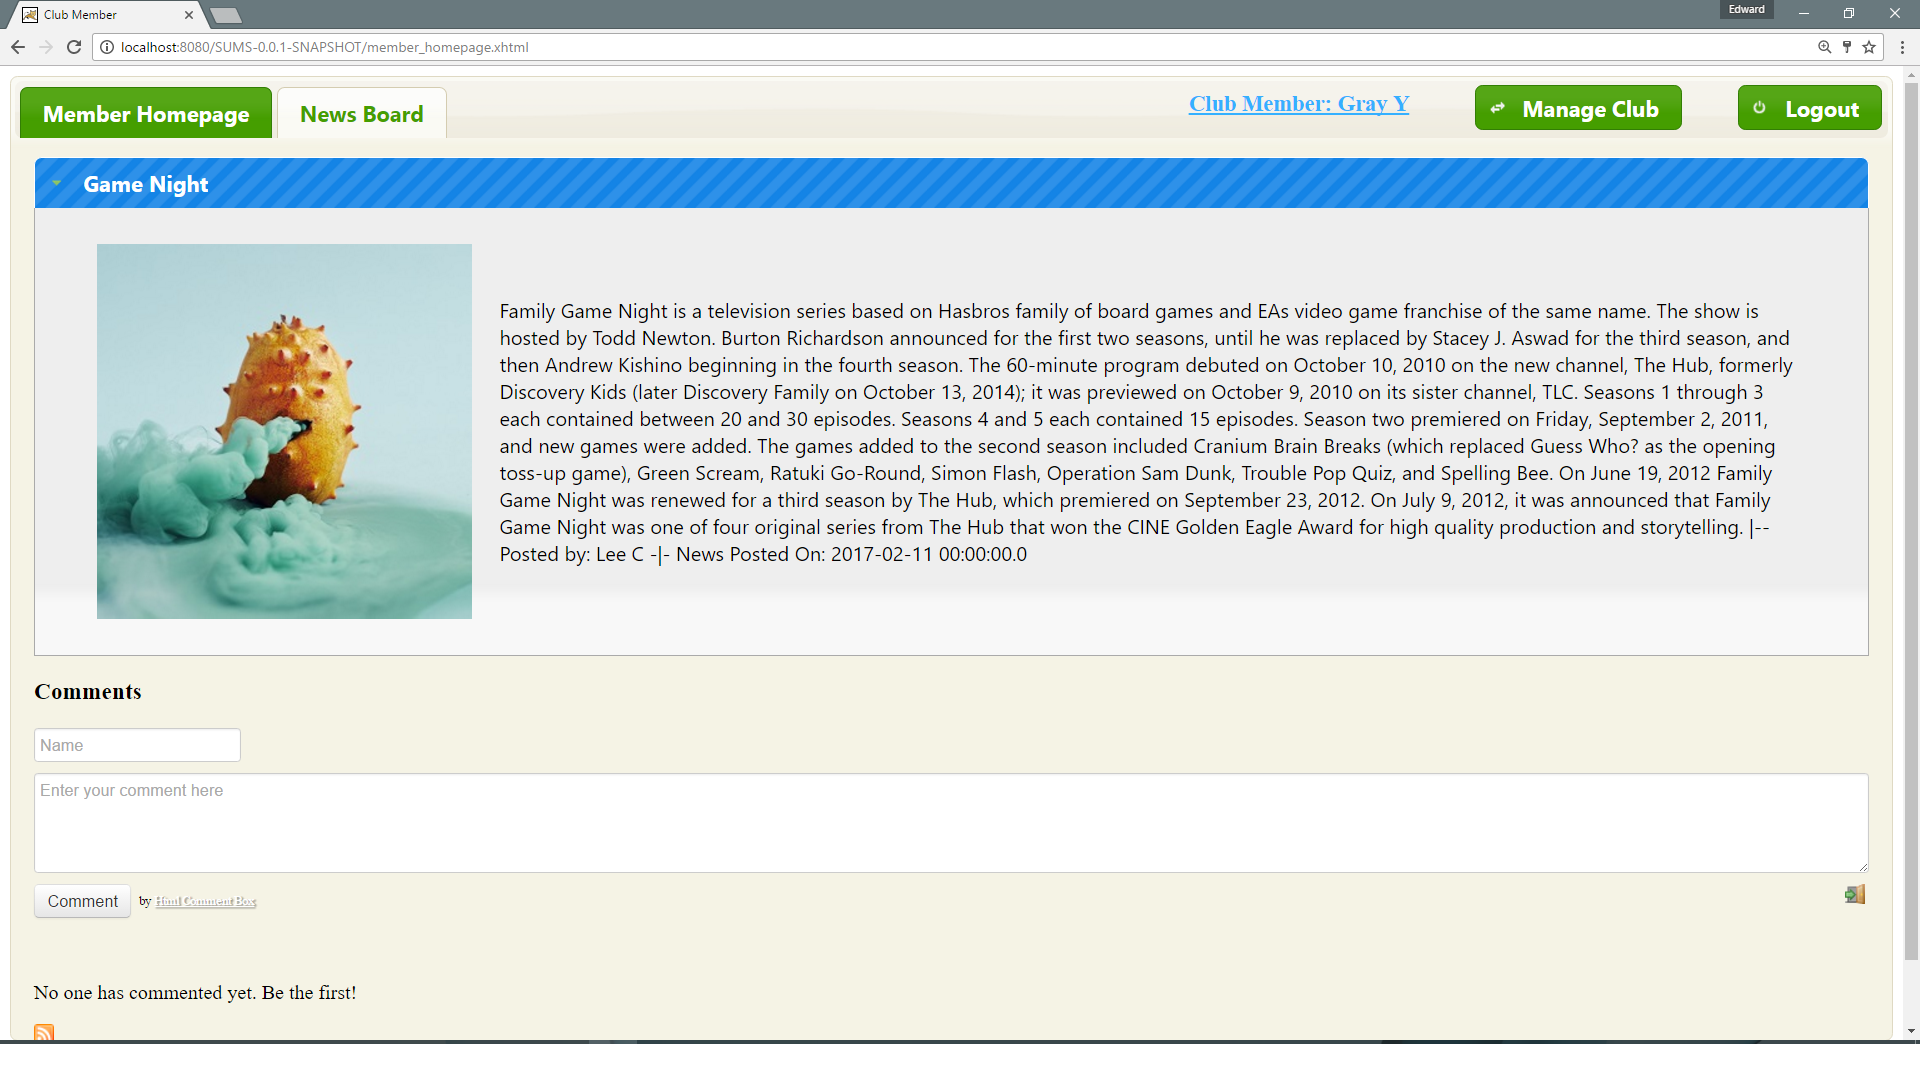 Club Member
Edward
localhost:8080/SUMS-0.0.1-SNAPSHOT/member_homepage.xhtml
Member Homepage
News Board
Club Member: Gray Y
Manage Club
Logout
Game Night
Family Game Night is a television series based on Hasbros family of board games and EAs video game franchise of the same name. The show is
hosted by Todd Newton. Burton Richardson announced for the first two seasons, until he was replaced by Stacey J. Aswad for the third season, and
then Andrew Kishino beginning in the fourth season. The 60-minute program debuted on October 10, 2010 on the new channel, The Hub, formerly
Discovery Kids (later Discovery Family on October 13, 2014); it was previewed on October 9, 2010 on its sister channel, TLC. Seasons 1 through 3
each contained between 20 and 30 episodes. Seasons 4 and 5 each contained 15 episodes. Season two premiered on Friday, September 2, 2011,
and new games were added. The games added to the second season included Cranium Brain Breaks (which replaced Guess Who? as the opening
toss-up game), Green Scream, Ratuki Go-Round, Simon Flash, Operation Sam Dunk, Trouble Pop Quiz, and Spelling Bee. On June 19, 2012 Family
Game Night was renewed for a third season by The Hub, which premiered on September 23, 2012. On July 9, 2012, it was announced that Family
Game Night was one of four original series from The Hub that won the CINE Golden Eagle Award for high quality production and storytelling. |--
Posted by: Lee C -|- News Posted On: 2017-02-11 00:00:00.0
Comments
Name
Enter your comment here
Comment
by Html Comment Box
No one has commented yet. Be the first!